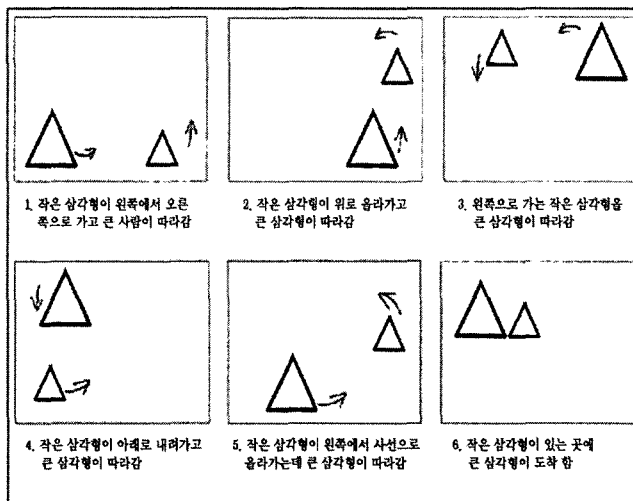 1. 작은 삼각형이 왼쪽에서 오른
쪽으로 가고 큰 사람이 따라감
2. 작은 삼각형이 위로 올라가고
큰 삼각형이 따라감
3. 왼쪽으로 가는 작은 삼각형을
큰 삼각형이 따라감
4. 작은 삼각형이 아래로 내려가고
큰 삼각형이 따라감
5. 작은 삼각형이 왼쪽에서 사선으로
올라가는데 큰 삼각형이 따라감
6. 작은 삼각형이 있는 곳에
큰 삼각형이 도착 함